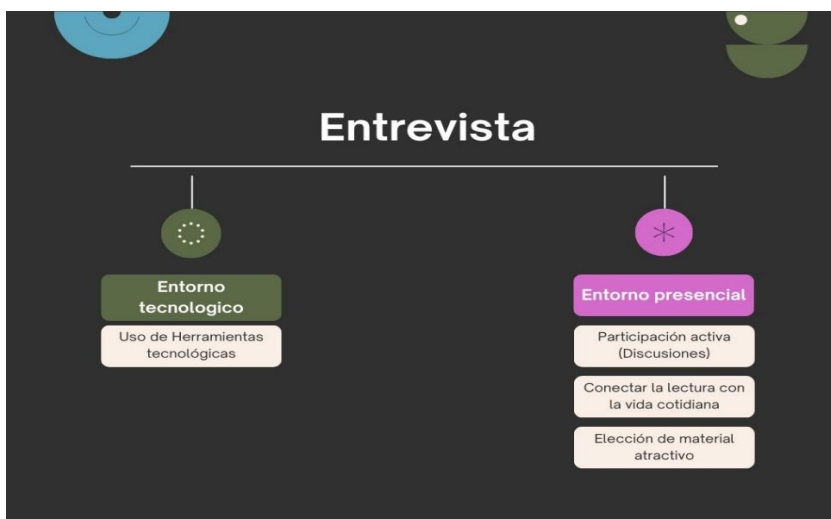 Entrevista
Entorno
tecnologico
Uso de Herramientas
tecnológicas
Entorno presencial
Participación activa
(Discusiones)
Conectar la lectura con
la vida cotidiana
Elección de material
atractivo